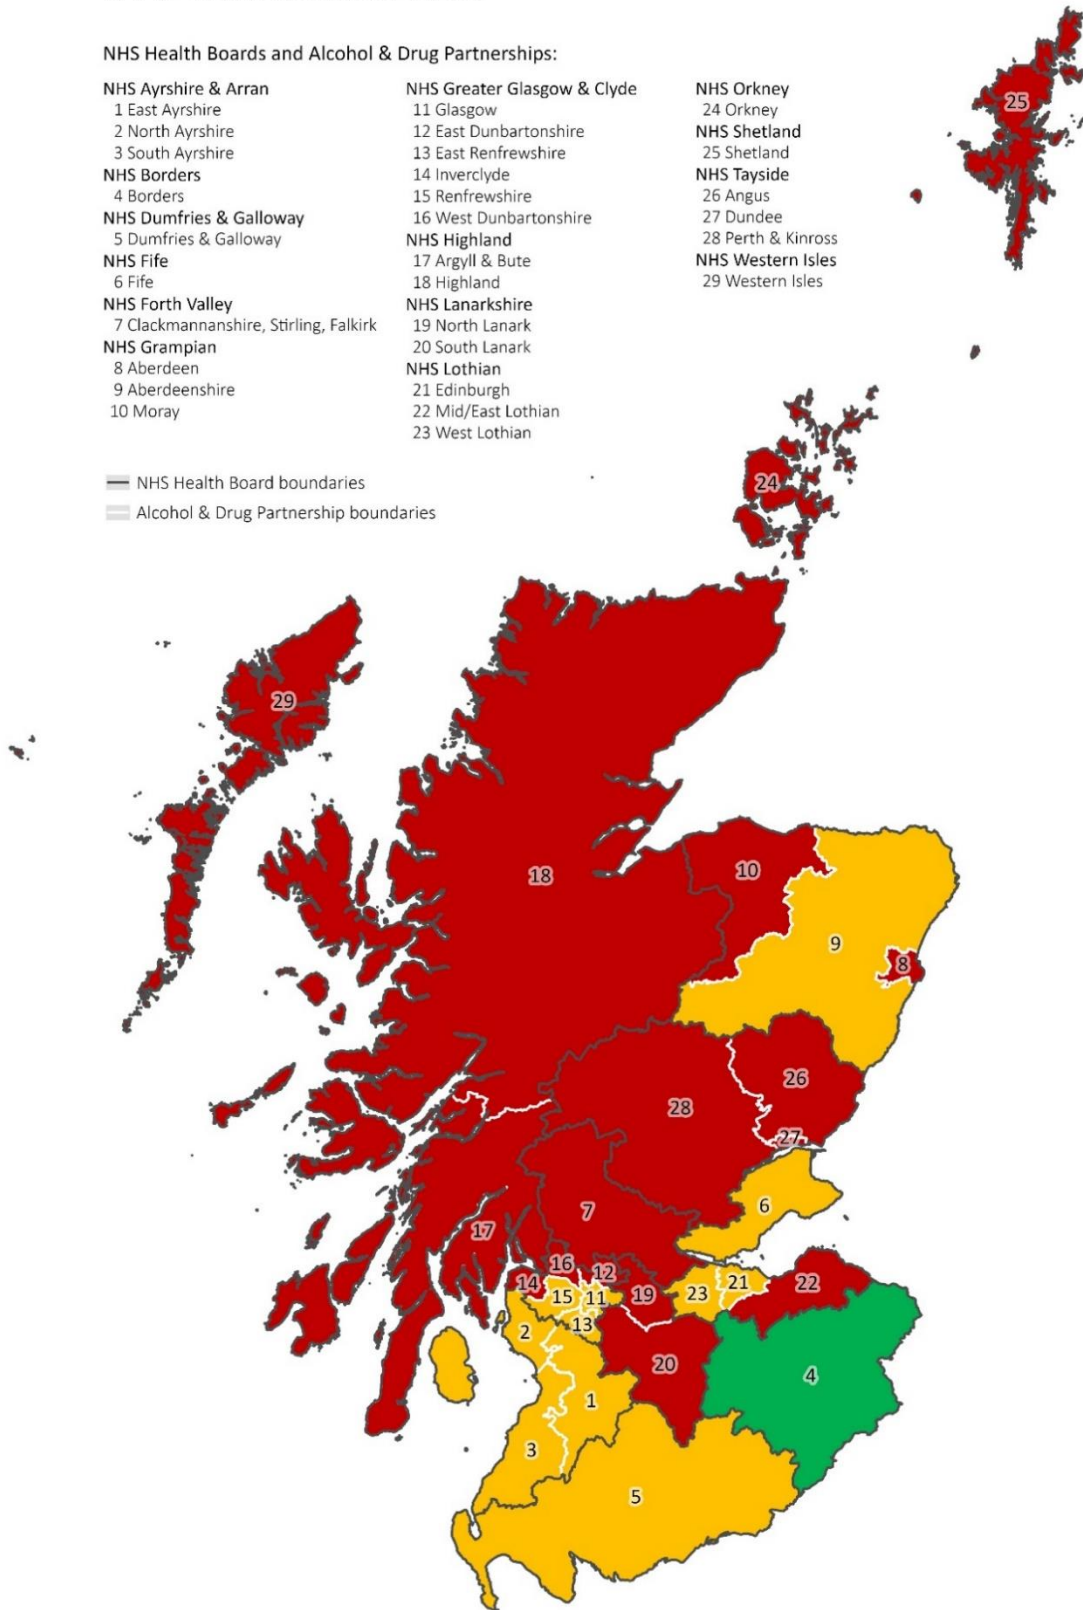 NHS Health Boards and Alcohol & Drug Partnerships:
NHS Ayrshire & Arran
1 East Ayrshire
2 North Ayrshire
3 South Ayrshire
NHS Borders
4 Borders
NHS Dumfries & Galloway
5 Dumfries & Galloway
NHS Fife
6 Fife
NHS Forth Valley
7 Clackmannanshire, Stirling, Falkirk
NHS Grampian
8 Aberdeen
9 Aberdeenshire
10 Moray
NHS Greater Glasgow & Clyde
11 Glasgow
12 East Dunbartonshire
13 East Renfrewshire
14 Inverclyde
15 Renfrewshire
16 West Dunbartonshire
NHS Highland
17 Argyll & Bute
18 Highland
NHS Lanarkshire
19 North Lanark
20 South Lanark
NHS Lothian
21 Edinburgh
22 Mid/East Lothian
23 West Lothian
NHS Orkney
24 Orkney
NHS Shetland
25 Shetland
NHS Tayside
26 Angus
27 Dundee
28 Perth & Kinross
NHS Western Isles
29 Western Isles
NHS Health Board boundaries
Alcohol & Drug Partnership boundaries
25
24
29
18
10
9
8
26
28
27
6
7
17
16
12
14
15
11
19
23
21
22
13
2
20
1
4
3
5